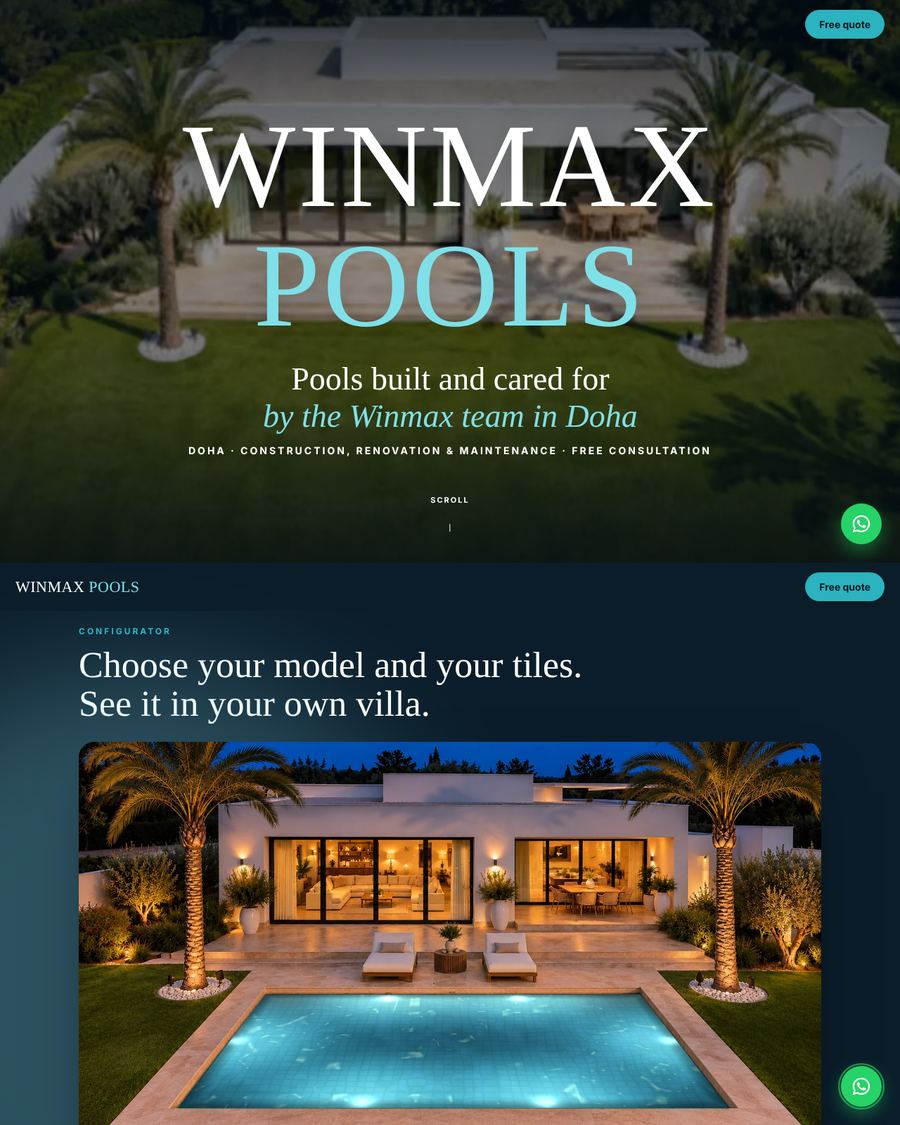 Free quote
WINMAX
POOLS
Pools built and cared for
by the Winmax team in Doha
DOHA · CONSTRUCTION, RENOVATION & MAINTENANCE · FREE CONSULTATION
SCROLL
WINMAX POOLS
Free quote
CONFIGURATOR
Choose your model and your tiles.
See it in your own villa.